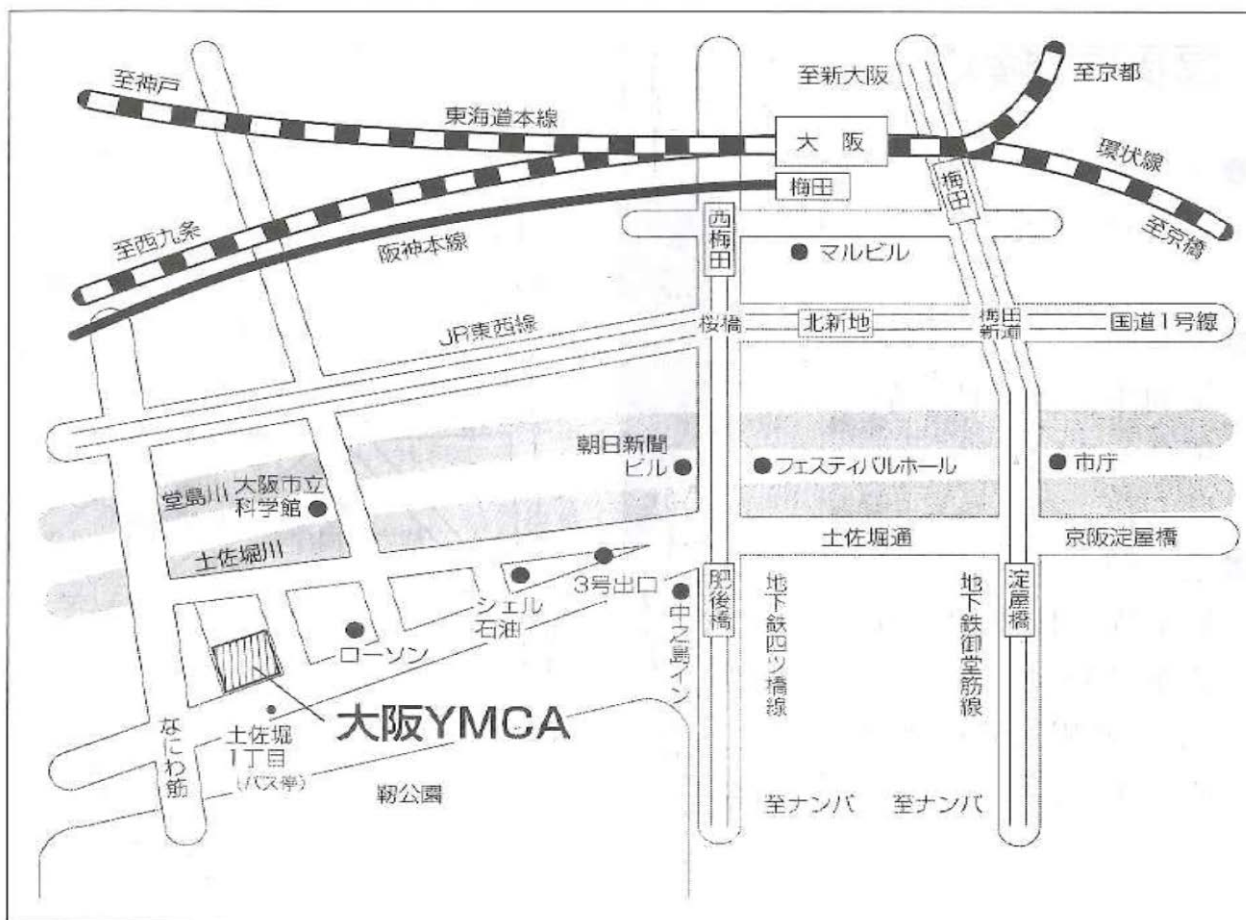 至神戸
東海道本線
大阪
至新大阪
至京都
環状線
至京橋
梅田
梅田
西梅田
マルビル
至西九条
阪神本線
JR東西線
桜橋
北新地
梅田
新道
国道1号線
朝日新聞
ビル
フェスティバルホール
市庁
堂島川
大阪市立
科学館
土佐堀川
土佐堀通
京阪淀屋橋
3号出口
シェル
石油
ローソン
中之島イン
肥後橋
地下鉄四ツ橋線
地下鉄御堂筋線
淀屋橋
大阪YMCA
なにわ筋
土佐堀
1丁目
(バス停)
靭公園
至ナンバ
至ナンバ